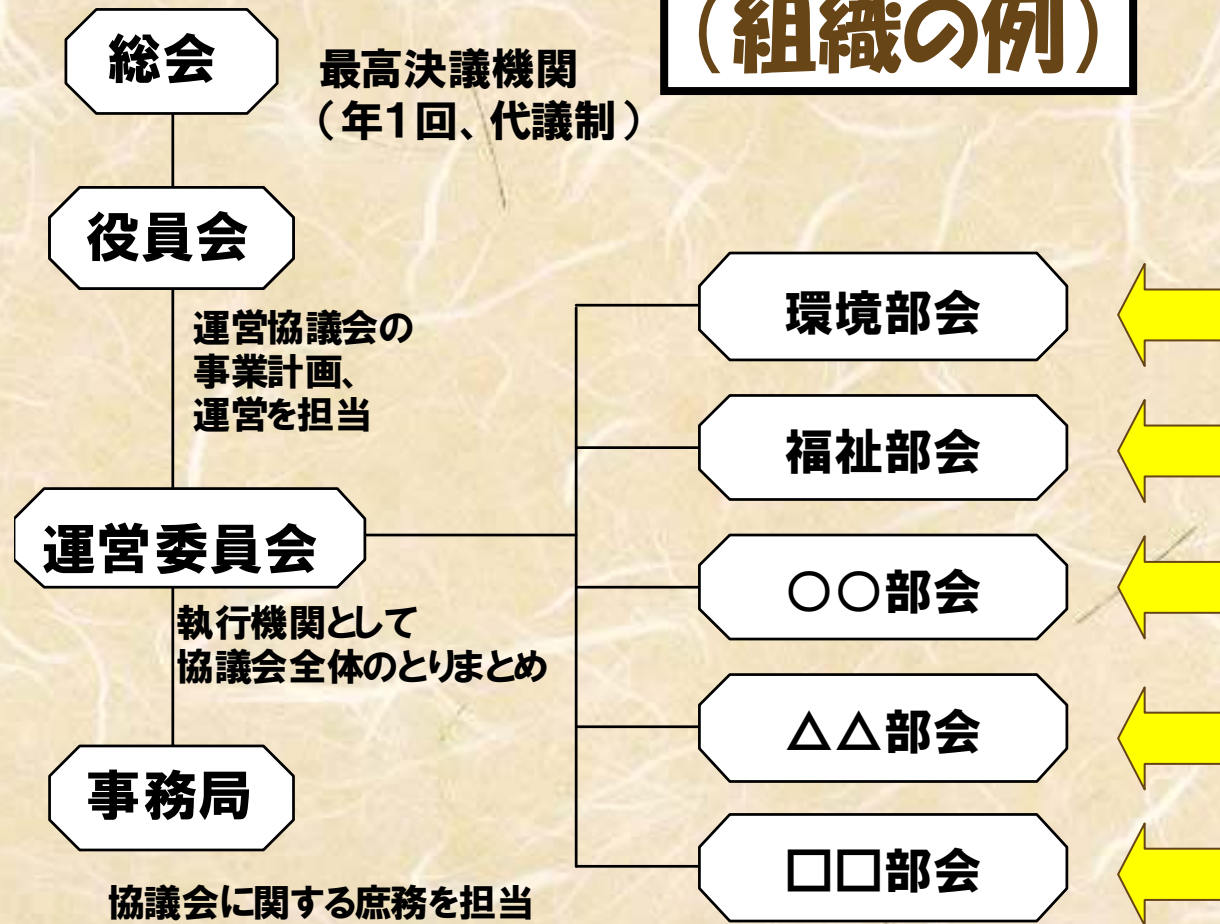 （組織の例）
総会
最高決議機関
（年1回、代議制）
役員会
運営協議会の
事業計画、
運営を担当
運営委員会
執行機関として
協議会全体のとりまとめ
事務局
協議会に関する庶務を担当
環境部会
福祉部会
○○部会
△△部会
□□部会